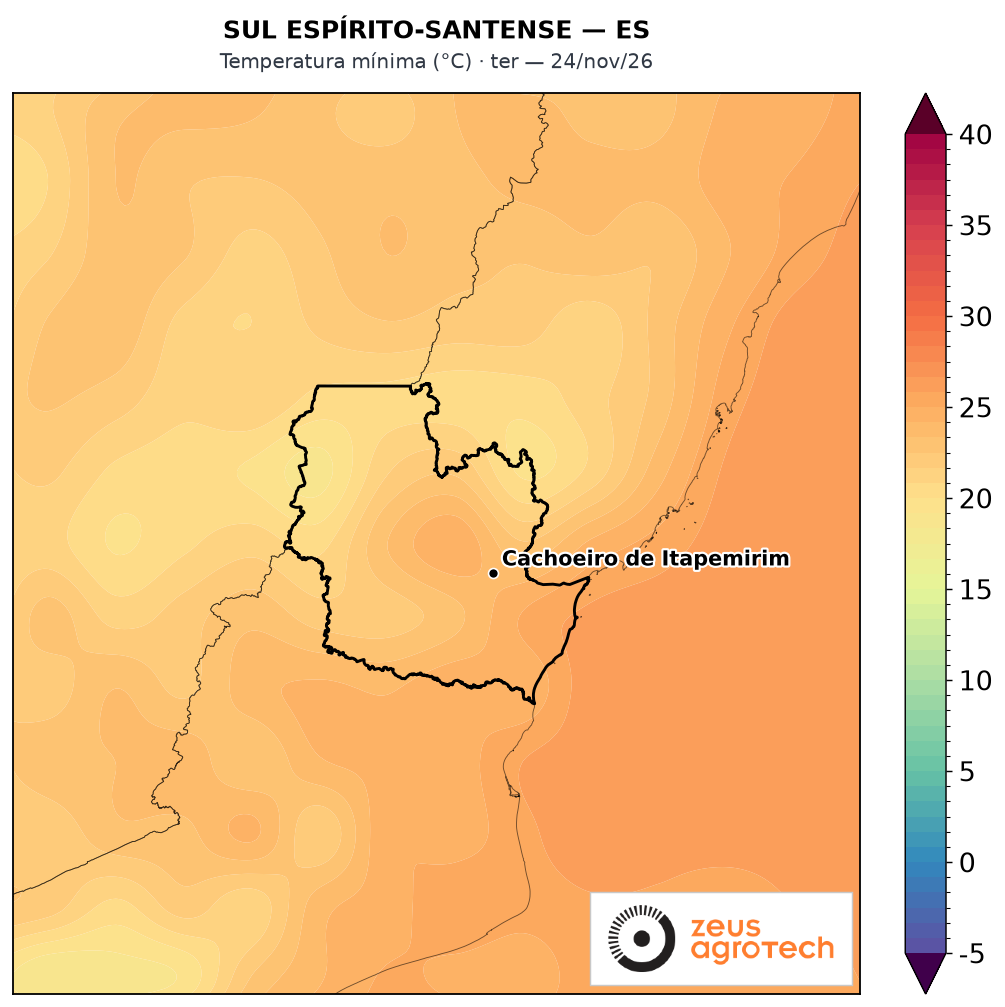 SUL ESPÍRITO-SANTENSE — ES
Temperatura mínima (°C) · ter — 24/nov/26
40
35
30
25
20
15
10
5
0
-5
Cachoeiro de Itapemirim
zeus
agrotech